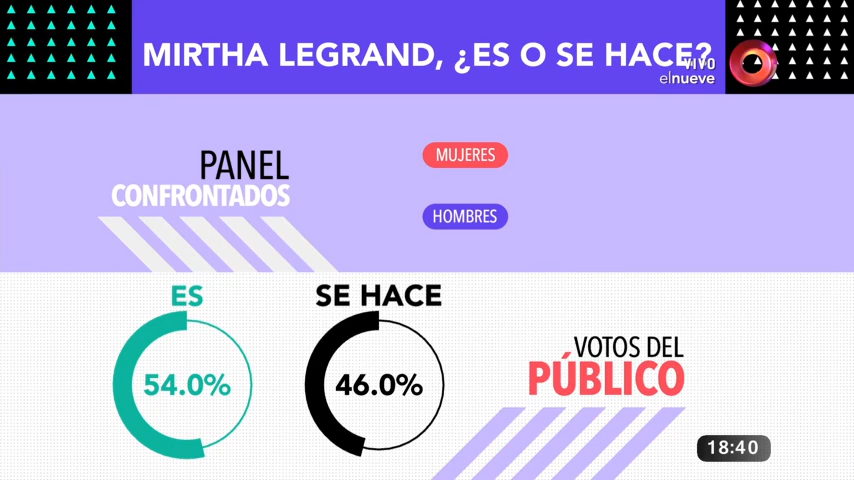 MIRTHA LEGRAND, ¿ES O SE HACE?
VIVO
elnueve
PANEL
CONFRONTADOS
MUJERES
HOMBRES
ES
54.0%
SE HACE
46.0%
VOTOS DEL
PÚBLICO
18:40